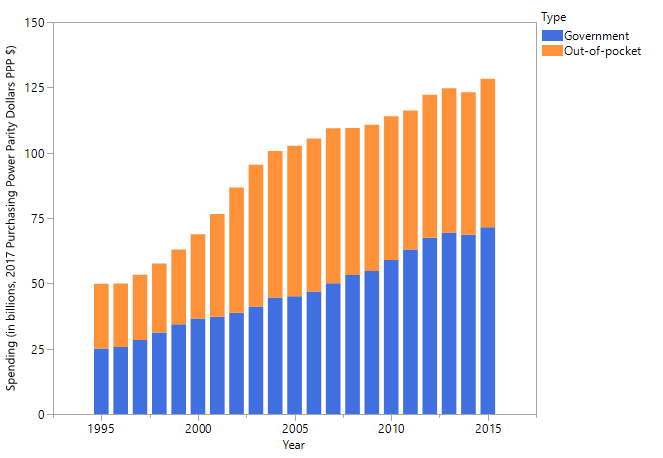 Type
Government
Out-of-pocket
Spending (in billions, 2017 Purchasing Power Parity Dollars PPP $)
150
125
100
75
50
25
0
1995 2000 2005 2010 2015
Year